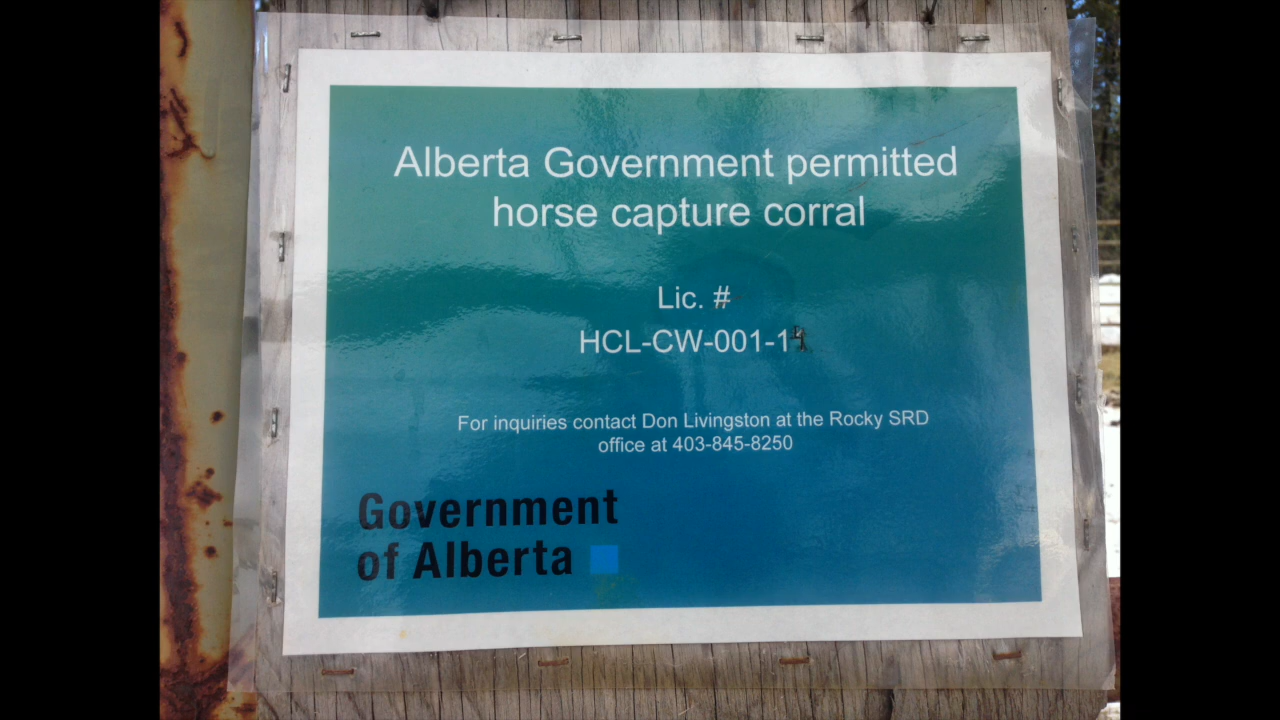 Alberta Government permitted
horse capture corral
Lic. #
HCL-CW-001-14
For inquiries contact Don Livingston at the Rocky SRD
office at 403-845-8250
Government
of Alberta